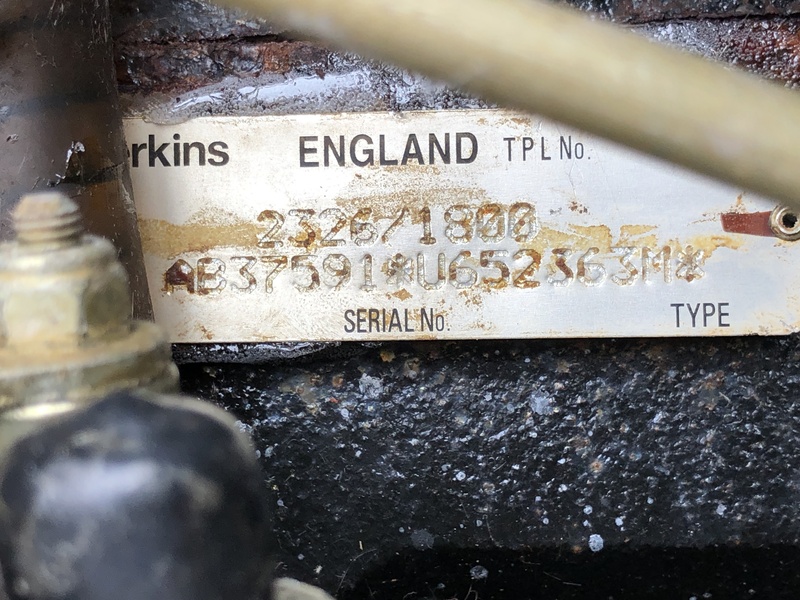 rkins ENGLAND TPL No.
2326/1800
AB37591*U652363M*
SERIAL No. TYPE